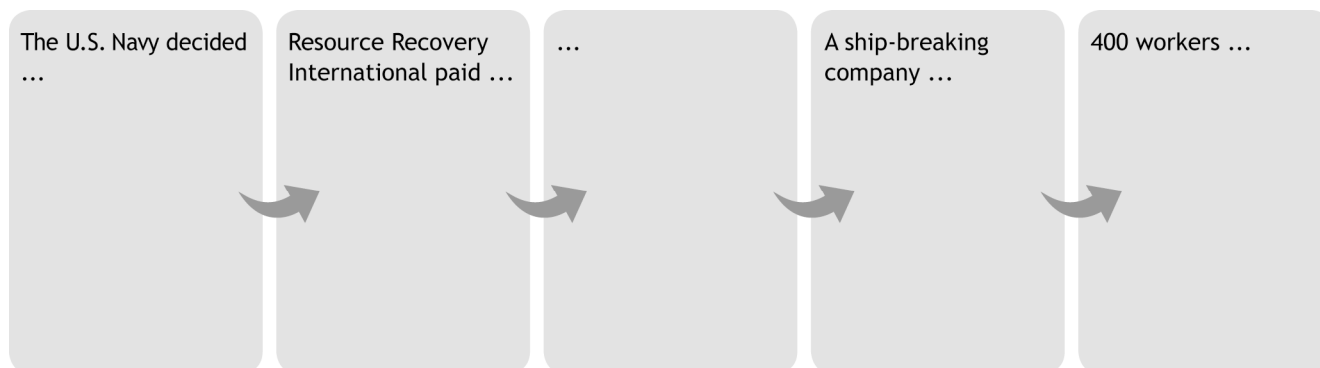 The U.S. Navy decided
...
Resource Recovery
International paid ...
...
A ship-breaking
company ...
400 workers ...